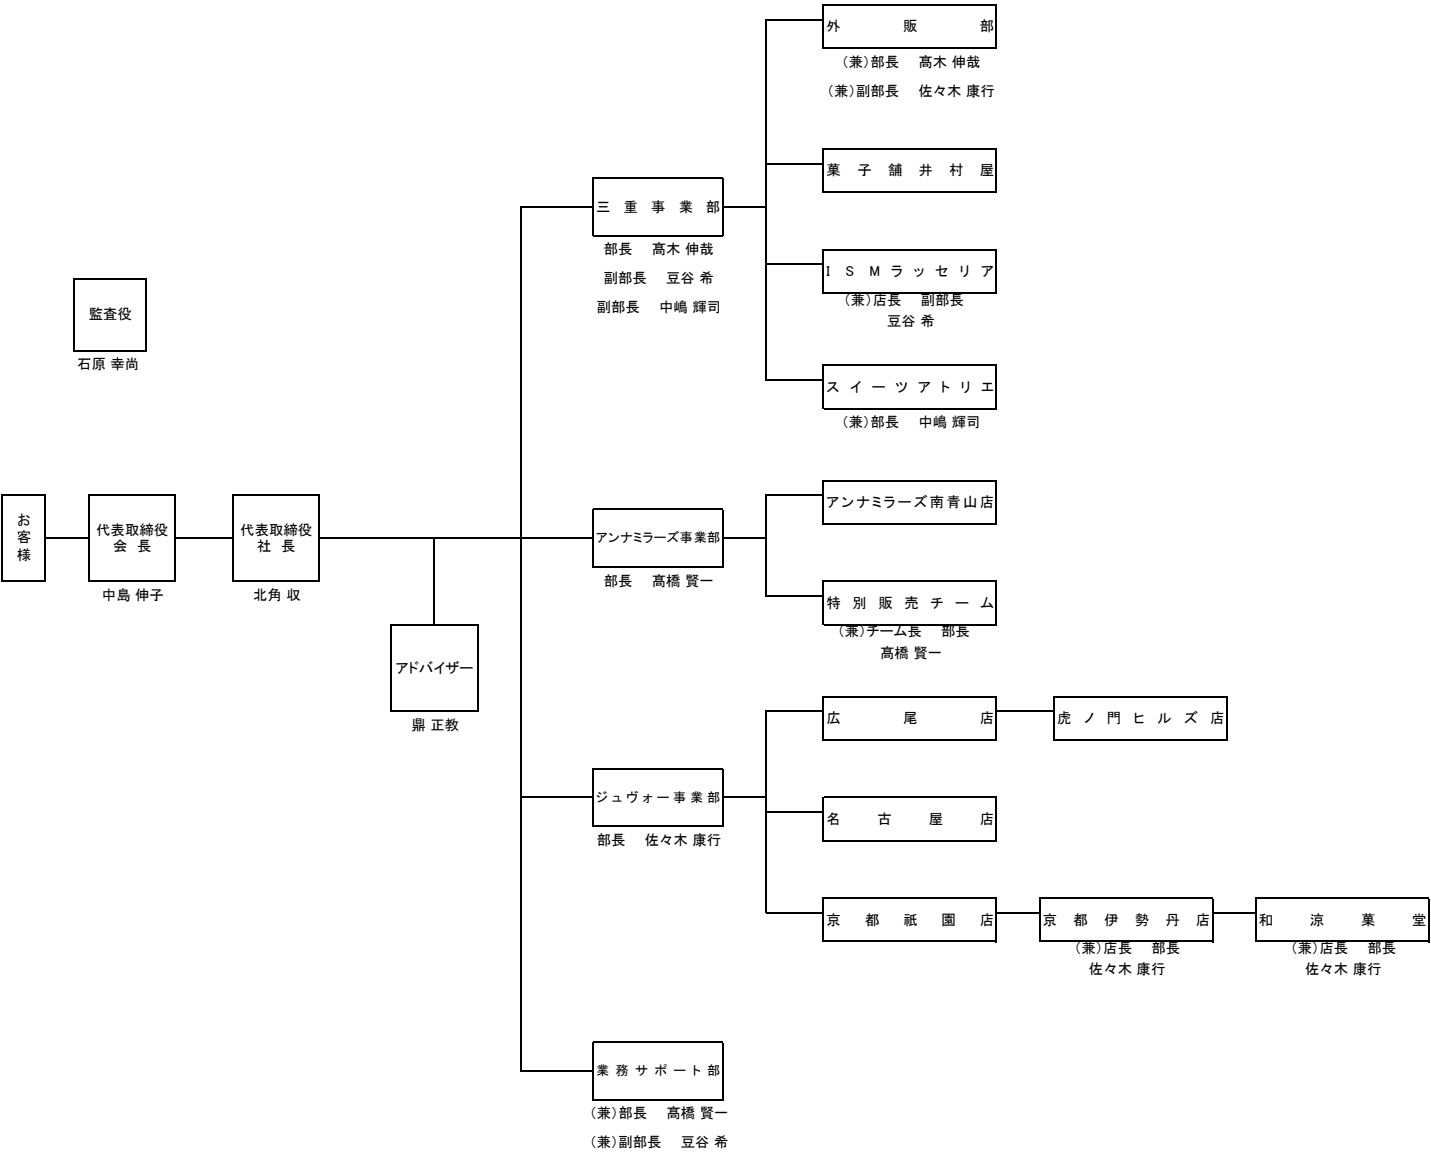 外販部
（兼）部長　髙木 伸哉
（兼）副部長　佐々木 康行
菓子舗井村屋
三重事業部
部長　髙木 伸哉
副部長　豆谷 希
副部長　中嶋 輝司
ISMラッセリア
（兼）店長　副部長
豆谷 希
監査役
石原 幸尚
スイーツアトリエ
（兼）部長　中嶋 輝司
お
客
様
代表取締役
会 長
中島 伸子
代表取締役
社 長
北角 収
アンナミラーズ事業部
部長　髙橋 賢一
アンナミラーズ南青山店
特別販売チーム
（兼）チーム長　部長
髙橋 賢一
アドバイザー
鼎 正教
広尾店
虎ノ門ヒルズ店
ジュヴォー事業部
部長　佐々木 康行
名古屋店
京都祇園店
京都伊勢丹店
（兼）店長　部長
佐々木 康行
和涼菓堂
（兼）店長　部長
佐々木 康行
業務サポート部
（兼）部長　髙橋 賢一
（兼）副部長　豆谷 希